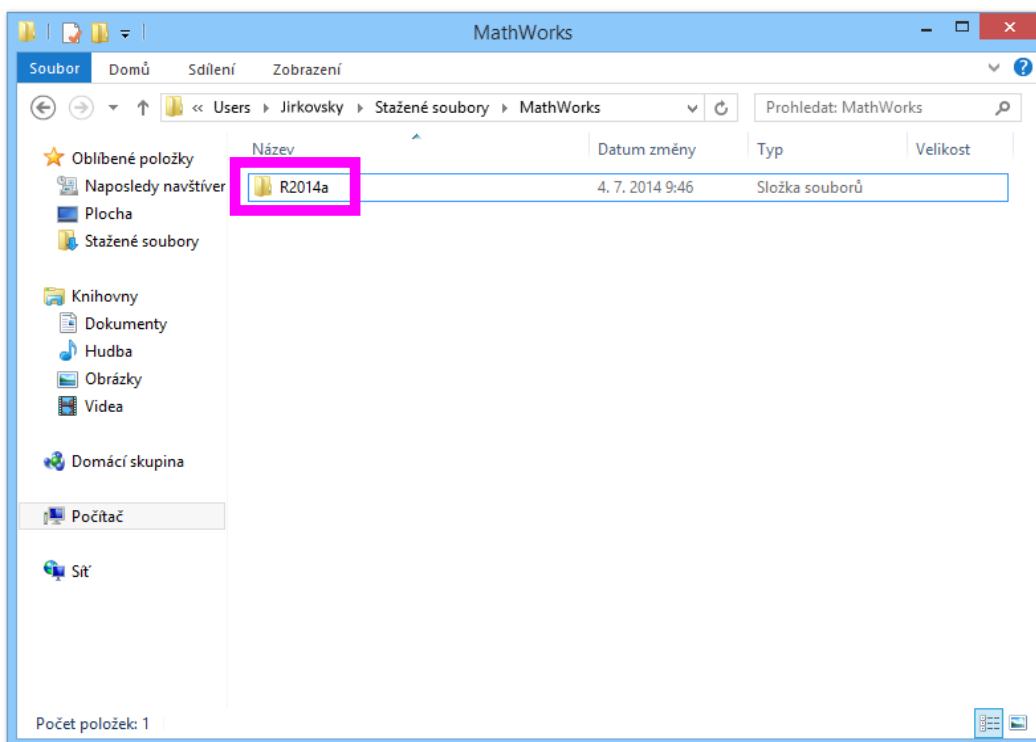 MathWorks
Soubor Domů Sdílení Zobrazení
« Users Jirkovsky Stažené soubory MathWorks Prohledat: MathWorks
Název Datum změny Typ Velikost
R2014a 4. 7. 2014 9:46 Složka souborů
Oblíbené položky
Naposledy navštíver
Plocha
Stažené soubory
Knihovny
Dokumenty
Hudba
Obrázky
Videa
Domácí skupina
Počítač
Síť
Počet položek: 1